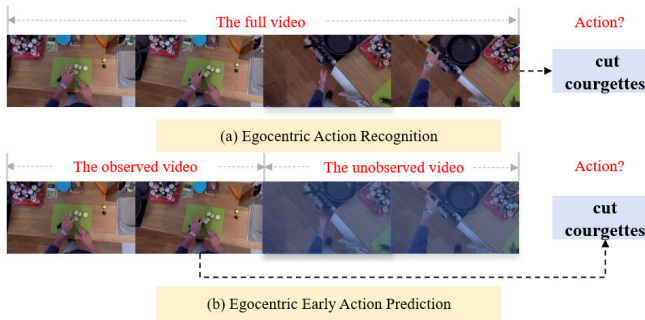 The full video
Action?
cut
courgettes
(a) Egocentric Action Recognition
The observed video
The unobserved video
Action?
cut
courgettes
(b) Egocentric Early Action Prediction